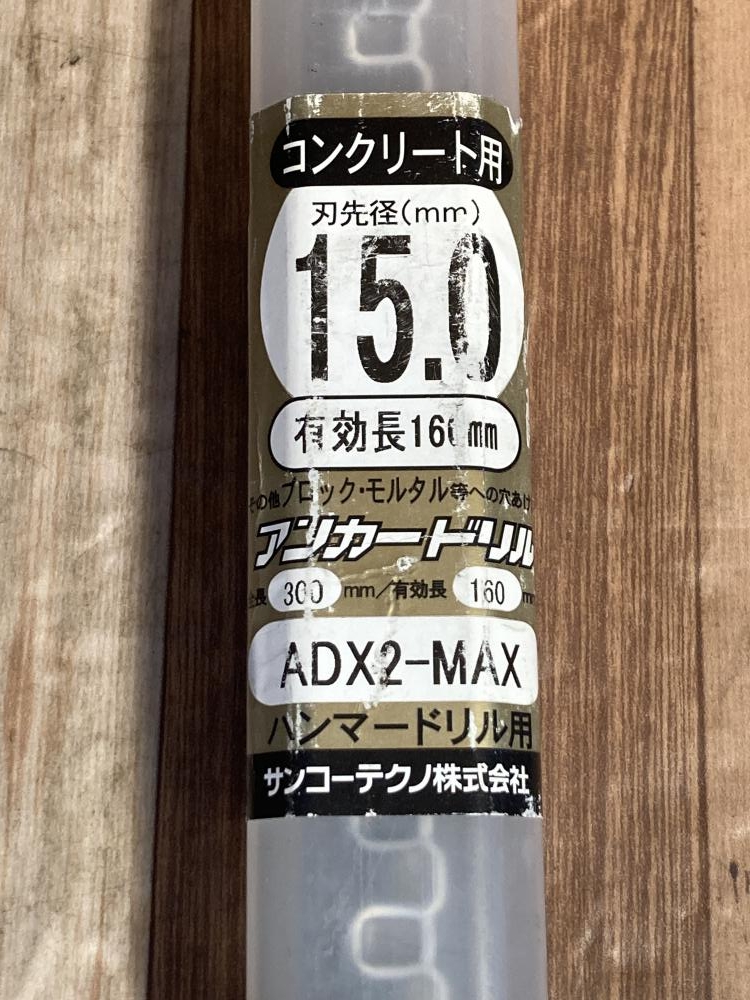 コンクリート用
刃先径(mm)
15.0
有効長160mm
その他ブロック・モルタル等への穴あけ
アンカードリル
全長 300 mm/有効長 160 mm
ADX2-MAX
ハンマードリル用
サンコーテクノ株式会社